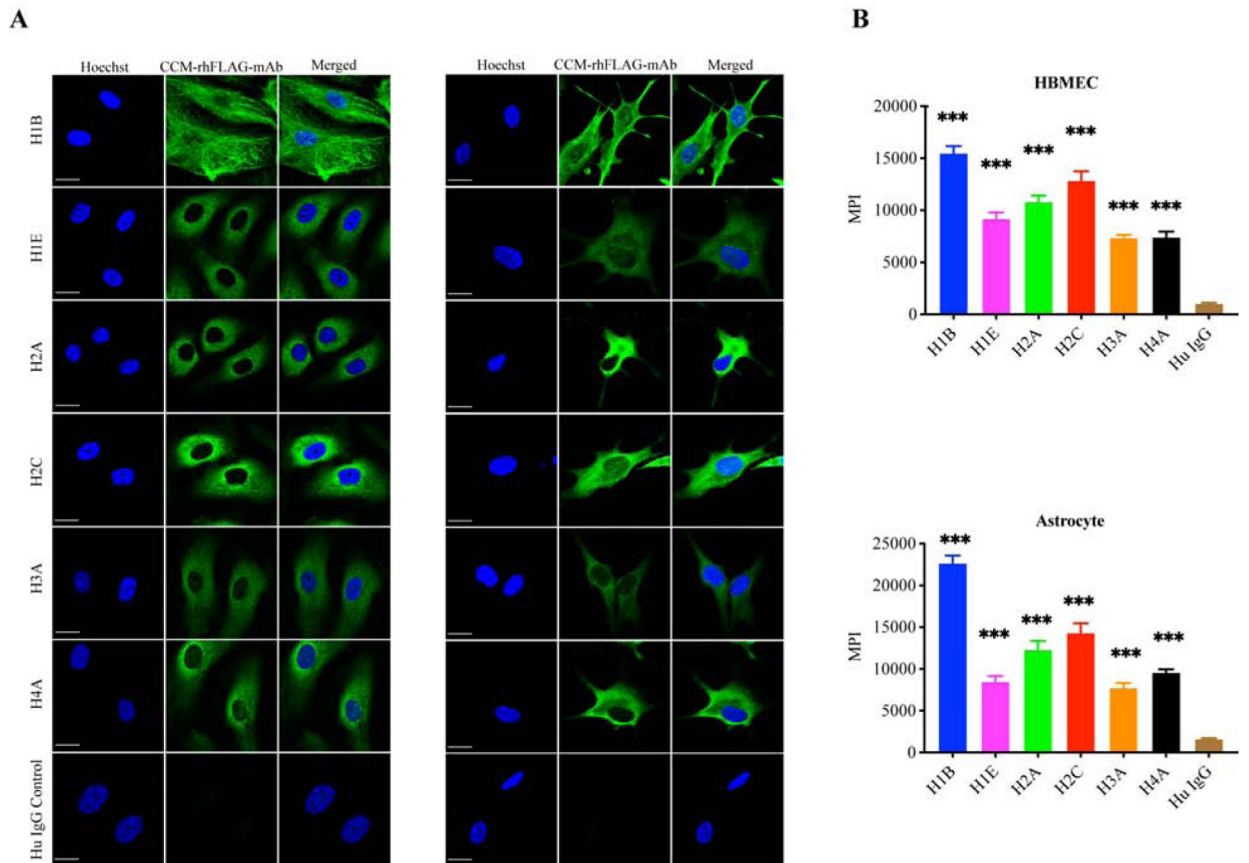 A
Hoechst CCM-rhFLAG-mAb Merged
Hoechst CCM-rhFLAG-mAb Merged
H1B
H1E
H2A
H2C
H3A
H4A
Hu IgG Control
B
HBMEC
MPI
20000
15000
10000
5000
0
***
***
***
***
***
***
H1B
H1E
H2A
H2C
H3A
H4A
Hu IgG
Astrocyte
MPI
25000
20000
15000
10000
5000
0
***
***
***
***
***
***
H1B
H1E
H2A
H2C
H3A
H4A
Hu IgG